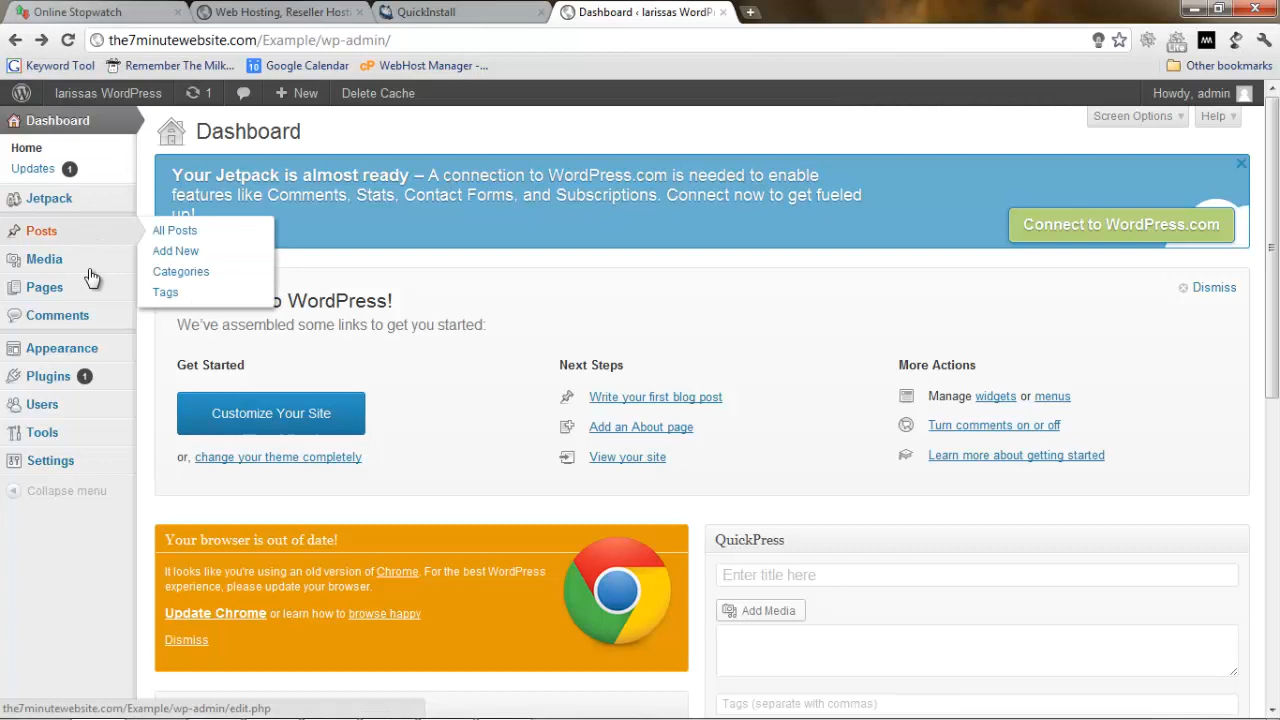 Online Stopwatch
Web Hosting, Reseller Host
QuickInstall
Dashboard ‹ larissas WordP
the7minutewebsite.com/Example/wp-admin/
Lite
Keyword Tool
Remember The Milk...
10
Google Calendar
cP
WebHost Manager -...
Other bookmarks
larissas WordPress
1
+ New
Delete Cache
Howdy, admin
Dashboard
Home
Updates 1
Jetpack
Posts
Media
Pages
Comments
Appearance
Plugins 1
Users
Tools
Settings
Collapse menu
All Posts
Add New
Categories
Tags
Dashboard
Screen Options
Help
Your Jetpack is almost ready – A connection to WordPress.com is needed to enable
features like Comments, Stats, Contact Forms, and Subscriptions. Connect now to get fueled
up!
Connect to WordPress.com
o WordPress!
Dismiss
We've assembled some links to get you started:
Get Started
Customize Your Site
or, change your theme completely
Next Steps
Write your first blog post
Add an About page
View your site
More Actions
Manage widgets or menus
Turn comments on or off
Learn more about getting started
Your browser is out of date!
It looks like you're using an old version of Chrome. For the best WordPress
experience, please update your browser.
Update Chrome or learn how to browse happy
Dismiss
QuickPress
Enter title here
Add Media
Tags (separate with commas)
the7minutewebsite.com/Example/wp-admin/edit.php